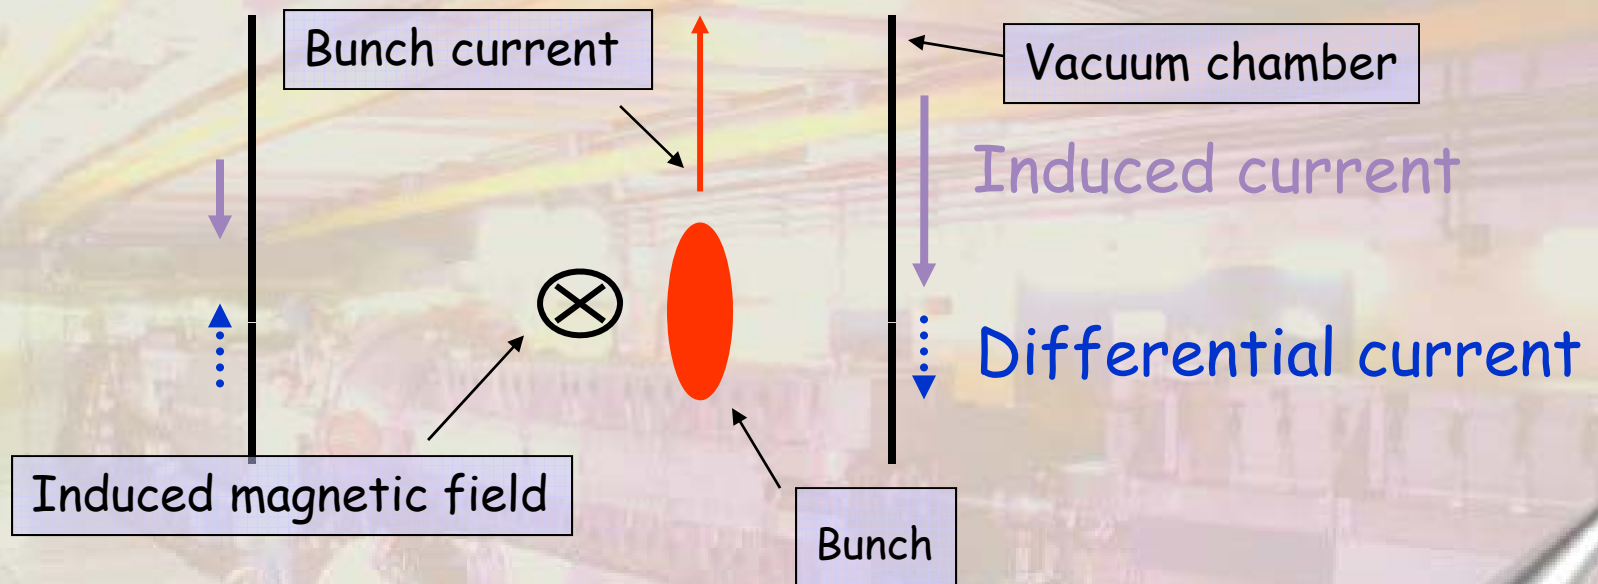 Bunch current
Vacuum chamber
Induced current
Differential current
Induced magnetic field
Bunch